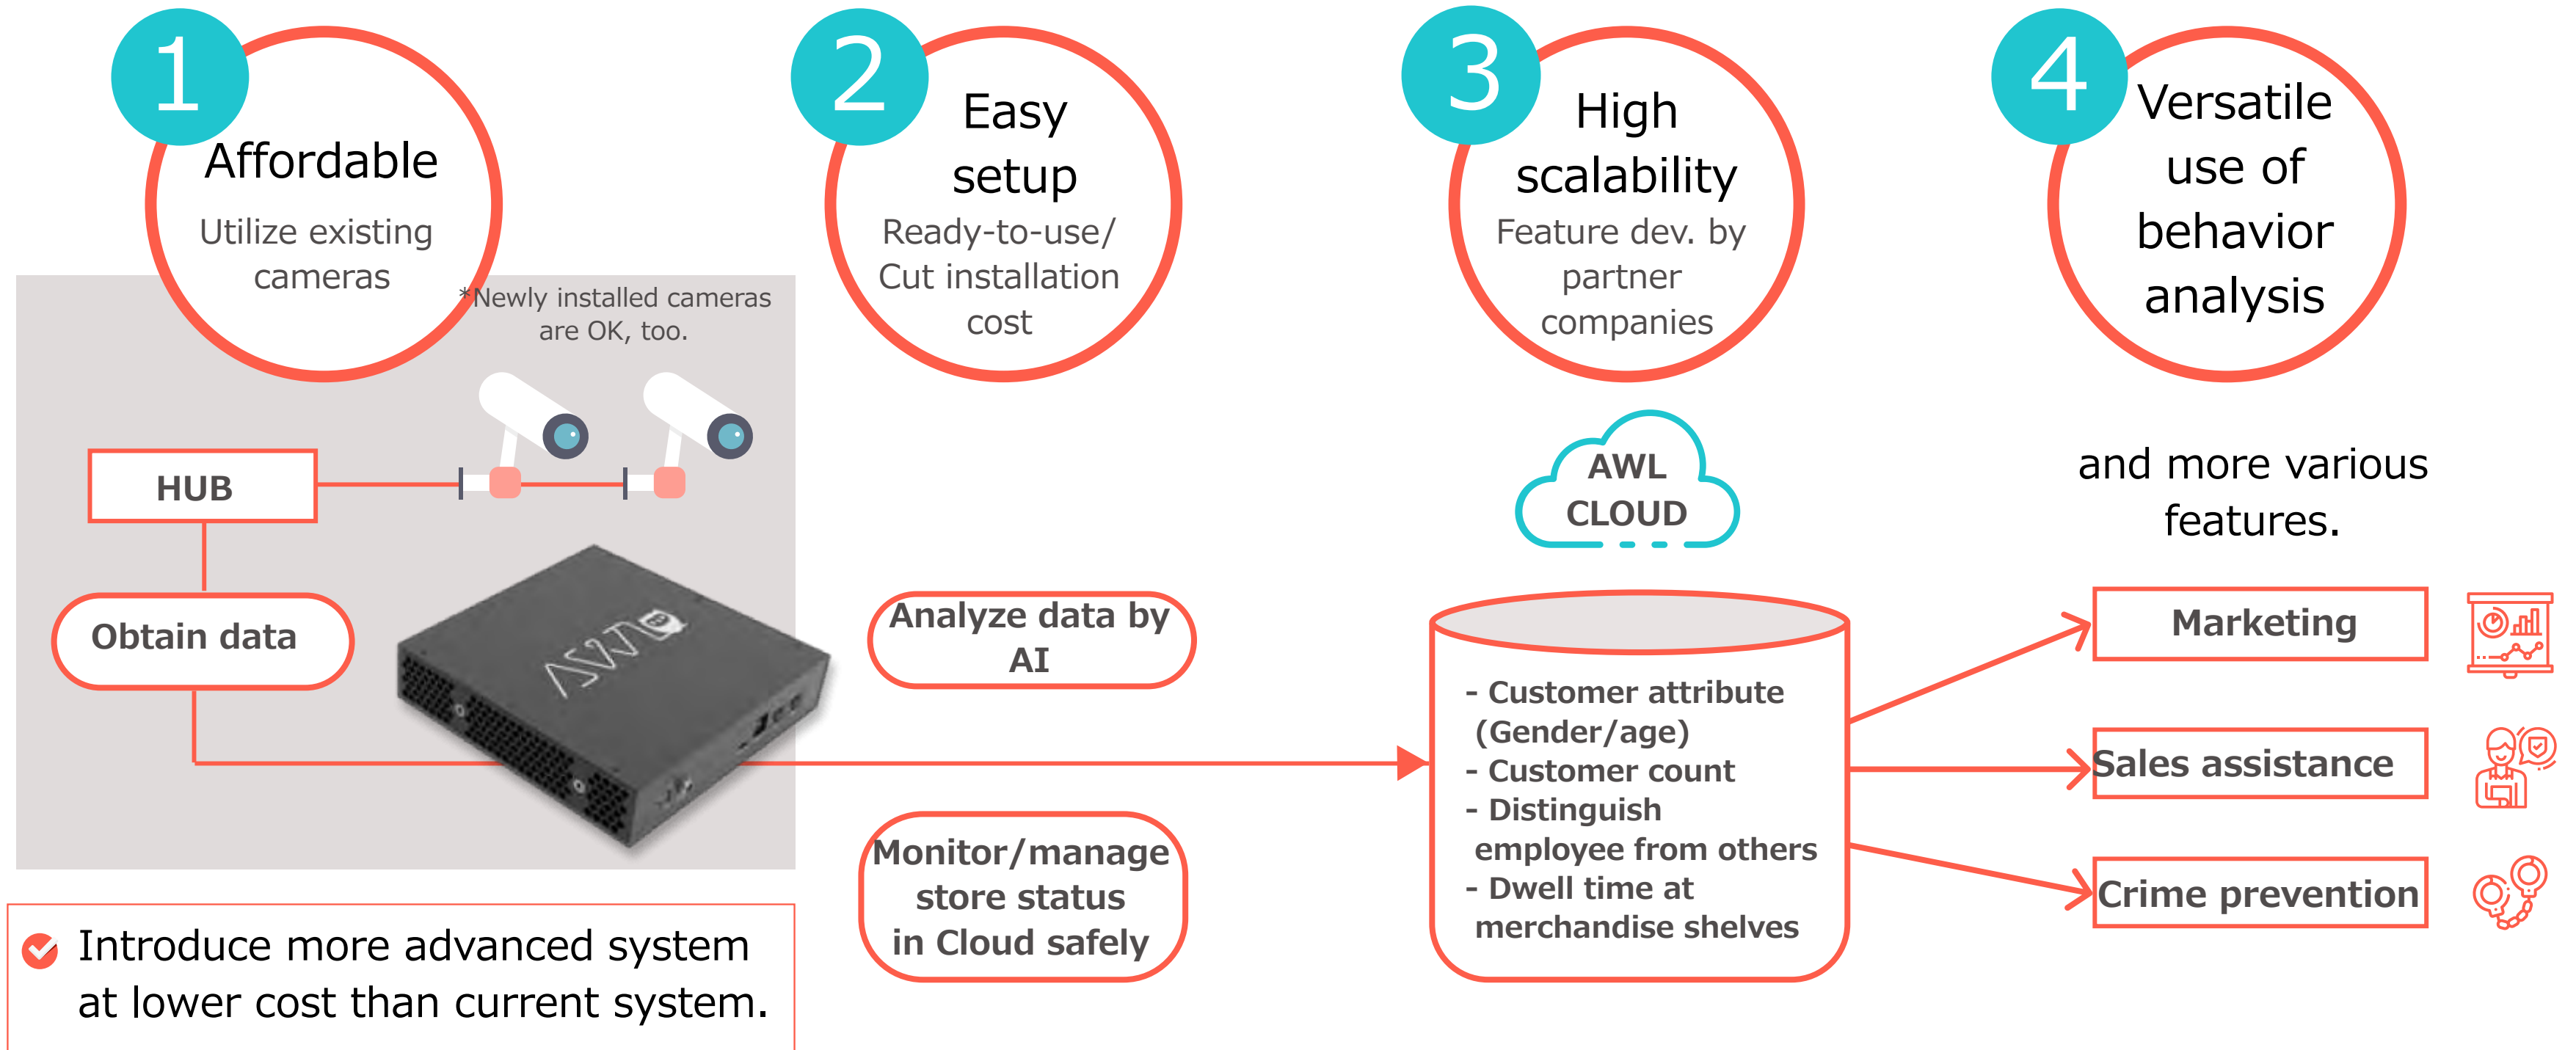 1
Affordable
Utilize existing
cameras
*Newly installed cameras
are OK, too.
HUB
Obtain data
AWL
Introduce more advanced system
at lower cost than current system.
2
Easy
setup
Ready-to-use/
Cut installation
cost
Analyze data by
AI
Monitor/manage
store status
in Cloud safely
3
High
scalability
Feature dev. by
partner
companies
AWL
CLOUD
- Customer attribute
(Gender/age)
- Customer count
- Distinguish
employee from others
- Dwell time at
merchandise shelves
4
Versatile
use of
behavior
analysis
and more various
features.
Marketing
Sales assistance
Crime prevention